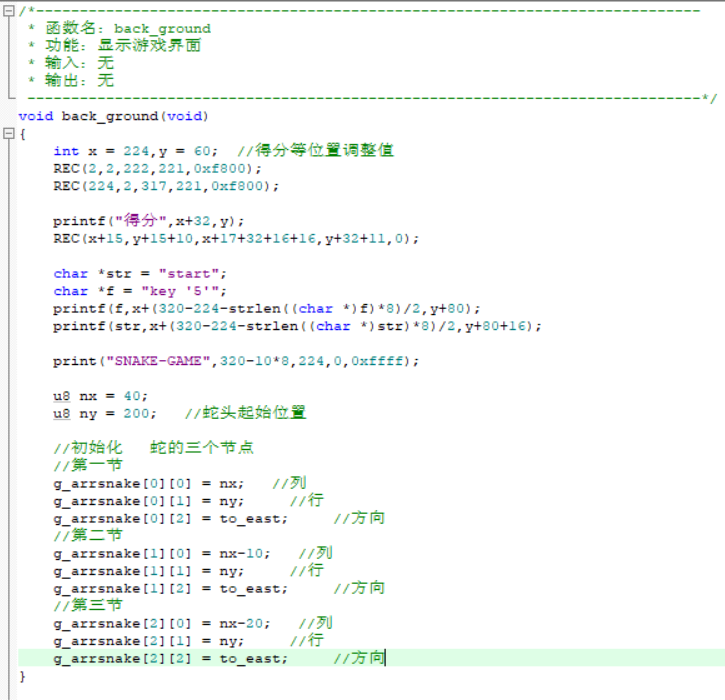 /*-----------------------------------------------------------------------------
 * 函数名: back_ground
 * 功能: 显示游戏界面
 * 输入: 无
 * 输出: 无
 -----------------------------------------------------------------------------*/
void back_ground(void)
{
    int x = 224,y = 60;  //得分等位置调整值
    REC(2,2,222,221,0xf800);
    REC(224,2,317,221,0xf800);

    printf("得分",x+32,y);
    REC(x+15,y+15+10,x+17+32+16+16,y+32+11,0);

    char *str = "start";
    char *f = "key '5'";
    printf(f,x+(320-224-strlen((char *)f)*8)/2,y+80);
    printf(str,x+(320-224-strlen((char *)str)*8)/2,y+80+16);

    print("SNAKE-GAME",320-10*8,224,0,0xffff);

    u8 nx = 40;
    u8 ny = 200;   //蛇头起始位置

    //初始化   蛇的三个节点
    //第一节
    g_arrsnake[0][0] = nx;   //列
    g_arrsnake[0][1] = ny;     //行
    g_arrsnake[0][2] = to_east;     //方向
    //第二节
    g_arrsnake[1][0] = nx-10;   //列
    g_arrsnake[1][1] = ny;     //行
    g_arrsnake[1][2] = to_east;     //方向
    //第三节
    g_arrsnake[2][0] = nx-20;   //列
    g_arrsnake[2][1] = ny;     //行
    g_arrsnake[2][2] = to_east;     //方向
}